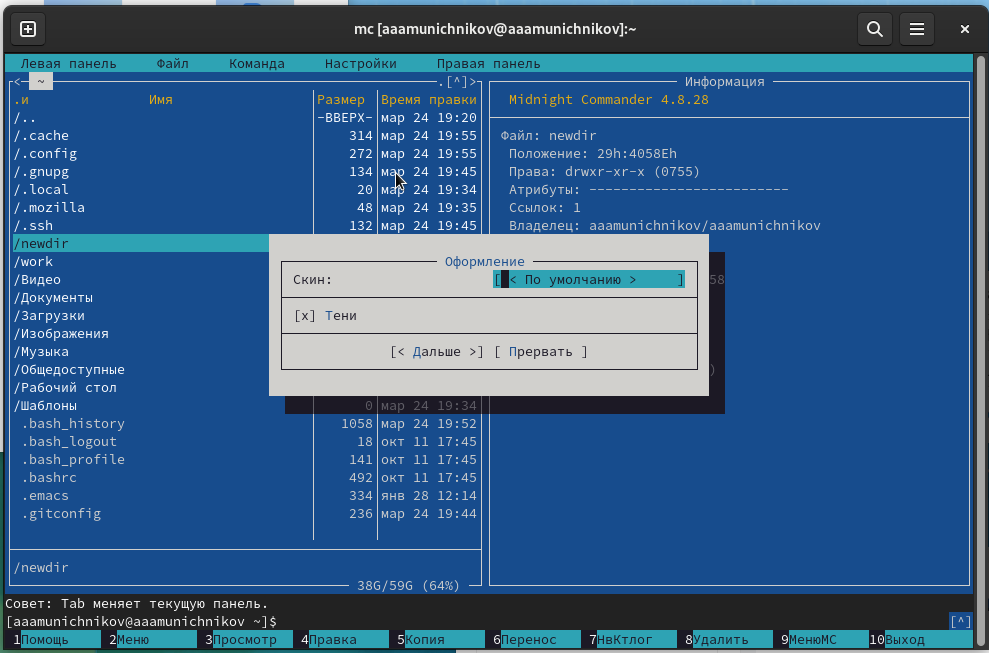 mc [aaamunichnikov@aaamunichnikov]:~
Левая панель Файл Команда Настройки Правая панель
<─ ~ .[^]>
.и Имя Размер Время правки
/.. -ВВЕРХ- мар 24 19:20
/.cache 314 мар 24 19:55
/.config 272 мар 24 19:55
/.gnupg 134 мар 24 19:45
/.local 20 мар 24 19:34
/.mozilla 48 мар 24 19:35
/.ssh 132 мар 24 19:45
/newdir
/work
/Видео
/Документы
/Загрузки
/Изображения
/Музыка
/Общедоступные
/Рабочий стол
/Шаблоны 0 мар 24 19:34
.bash_history 1058 мар 24 19:52
.bash_logout 18 окт 11 17:45
.bash_profile 141 окт 11 17:45
.bashrc 492 окт 11 17:45
.emacs 334 янв 28 12:14
.gitconfig 236 мар 24 19:44
/newdir
38G/59G (64%)
Информация
Midnight Commander 4.8.28
Файл: newdir
Положение: 29h:4058Eh
Права: drwxr-xr-x (0755)
Атрибуты: -------------------------
Ссылок: 1
Владелец: aaamunichnikov/aaamunichnikov
58
)
Оформление
Скин: [ < По умолчанию > ]
[x] Тени
[< Дальше >] [ Прервать ]
Совет: Tab меняет текущую панель.
[aaamunichnikov@aaamunichnikov ~]$ [^]
1Помощь 2Меню 3Просмотр 4Правка 5Копия 6Перенос 7НвКтлог 8Удалить 9МенюMC 10Выход